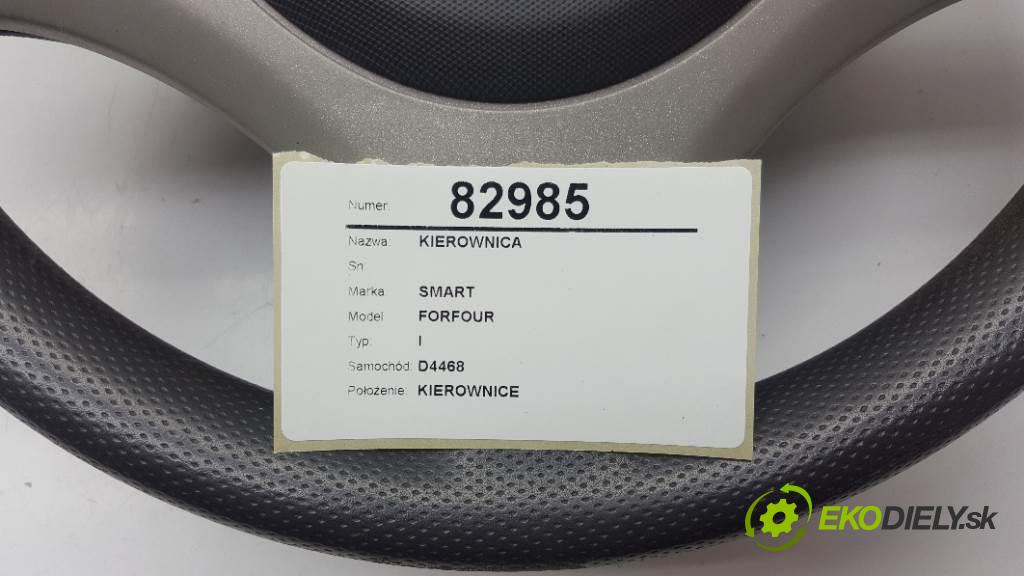 Numer: 82985
Nazwa: KIEROWNICA
Sn:
Marka SMART
Model FORFOUR
Typ: I
Samochód: D4468
Położenie: KIEROWNICE
EKODIELY.sk